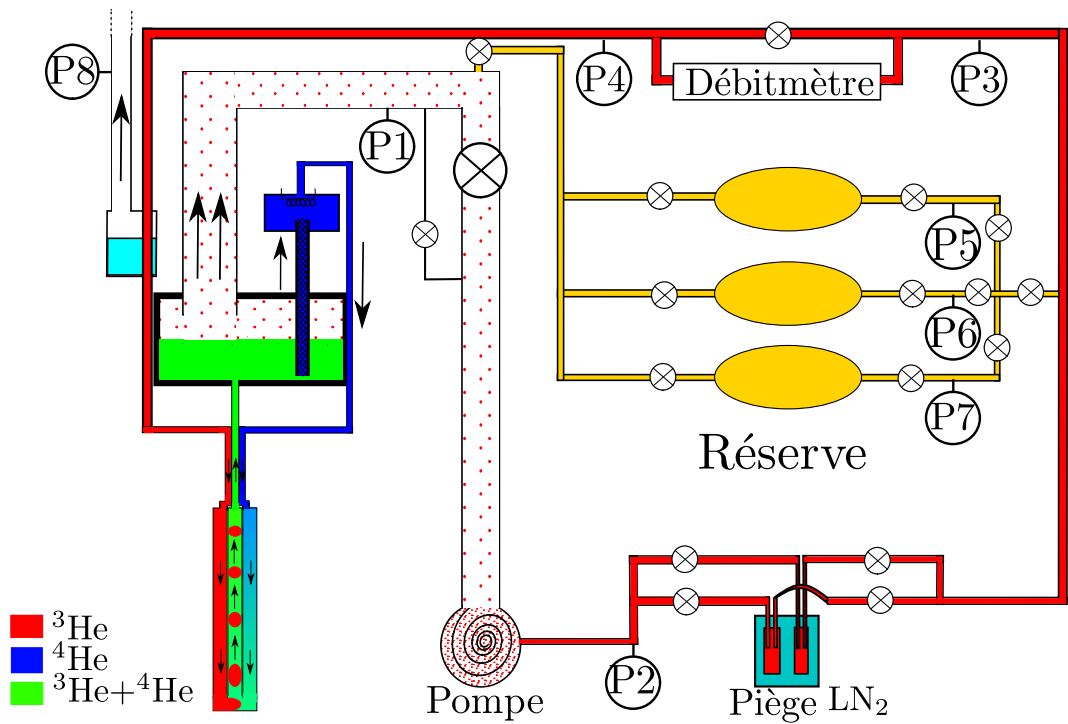 P8
P4
Débitmètre
P3
P1
P5
P6
P7
Réserve
³He
⁴He
³He+⁴He
Pompe
P2
Piège LN₂